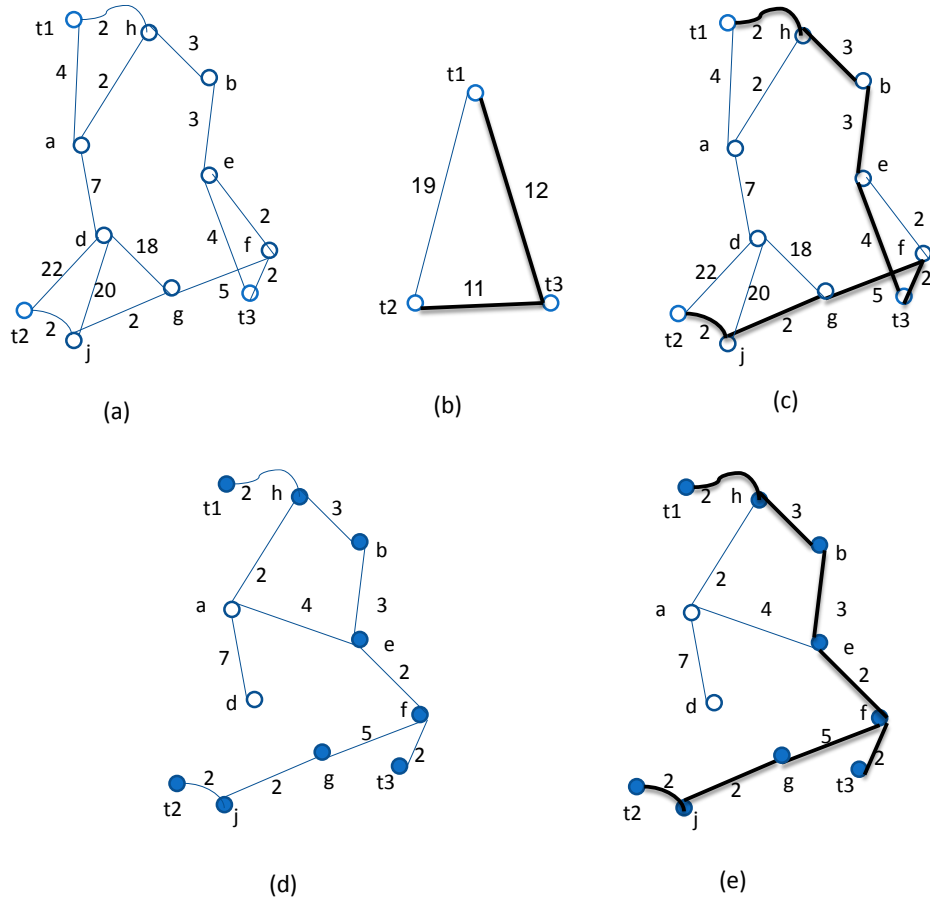 t1 2 h 3 b
4 2 3
a e
7 2
d 18 4 f
22 20 5 2
t2 2 j 2 g t3
(a)
t1
19 12
t2 11 t3
(b)
t1 2 h 3 b
4 2 3
a e
7 2
d 18 4 f
22 20 5 2
t2 2 j 2 g t3
(c)
t1 2 h 3 b
2 4 3
a e
7 2
d f
5 2
t2 2 j 2 g t3
(d)
t1 2 h 3 b
2 4 3
a e
7 2
d f
5 2
t2 2 j 2 g t3
(e)